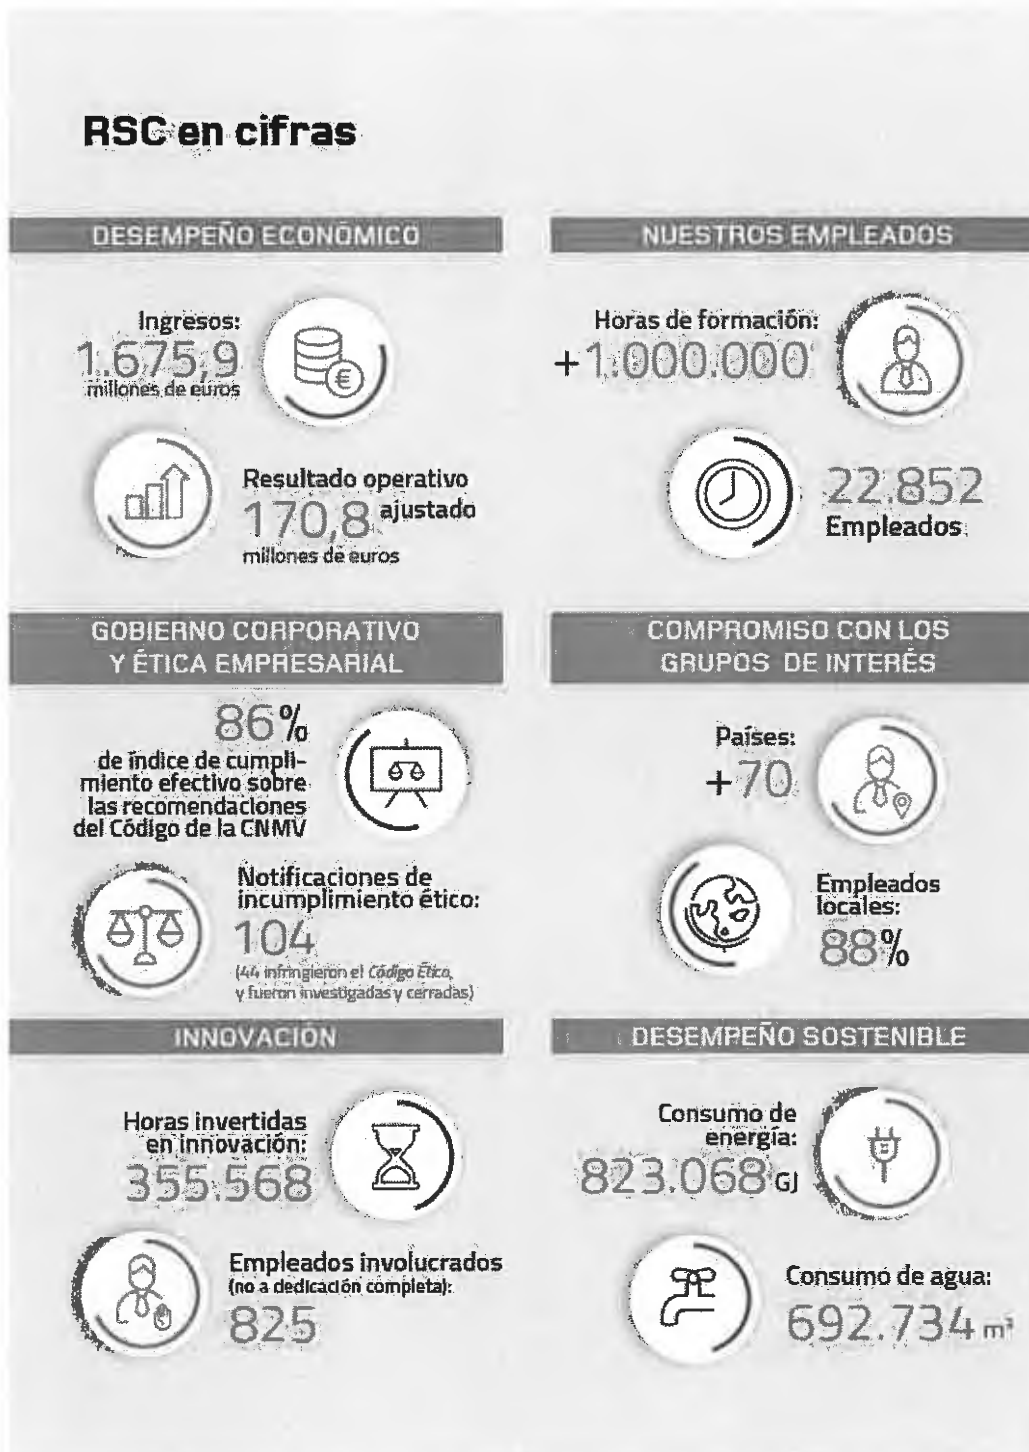 RSC en cifras
DESEMPEÑO ECONÓMICO
Ingresos:
1.675,9
millones de euros
Resultado operativo
170,8 ajustado
millones de euros
NUESTROS EMPLEADOS
Horas de formación:
+1.000.000
22.852
Empleados
GOBIERNO CORPORATIVO
Y ÉTICA EMPRESARIAL
86%
de índice de cumpli-
miento efectivo sobre
las recomendaciones
del Código de la CNMV
Notificaciones de
incumplimiento ético:
104
(44 infringieron el Código Ético,
y fueron investigadas y cerradas)
COMPROMISO CON LOS
GRUPOS DE INTERÉS
Países:
+70
Empleados
locales:
88%
INNOVACIÓN
Horas invertidas
en innovación:
355.568
Empleados involucrados
(no a dedicación completa):
825
DESEMPEÑO SOSTENIBLE
Consumo de
energía:
823.068 GJ
Consumo de agua:
692.734 m³